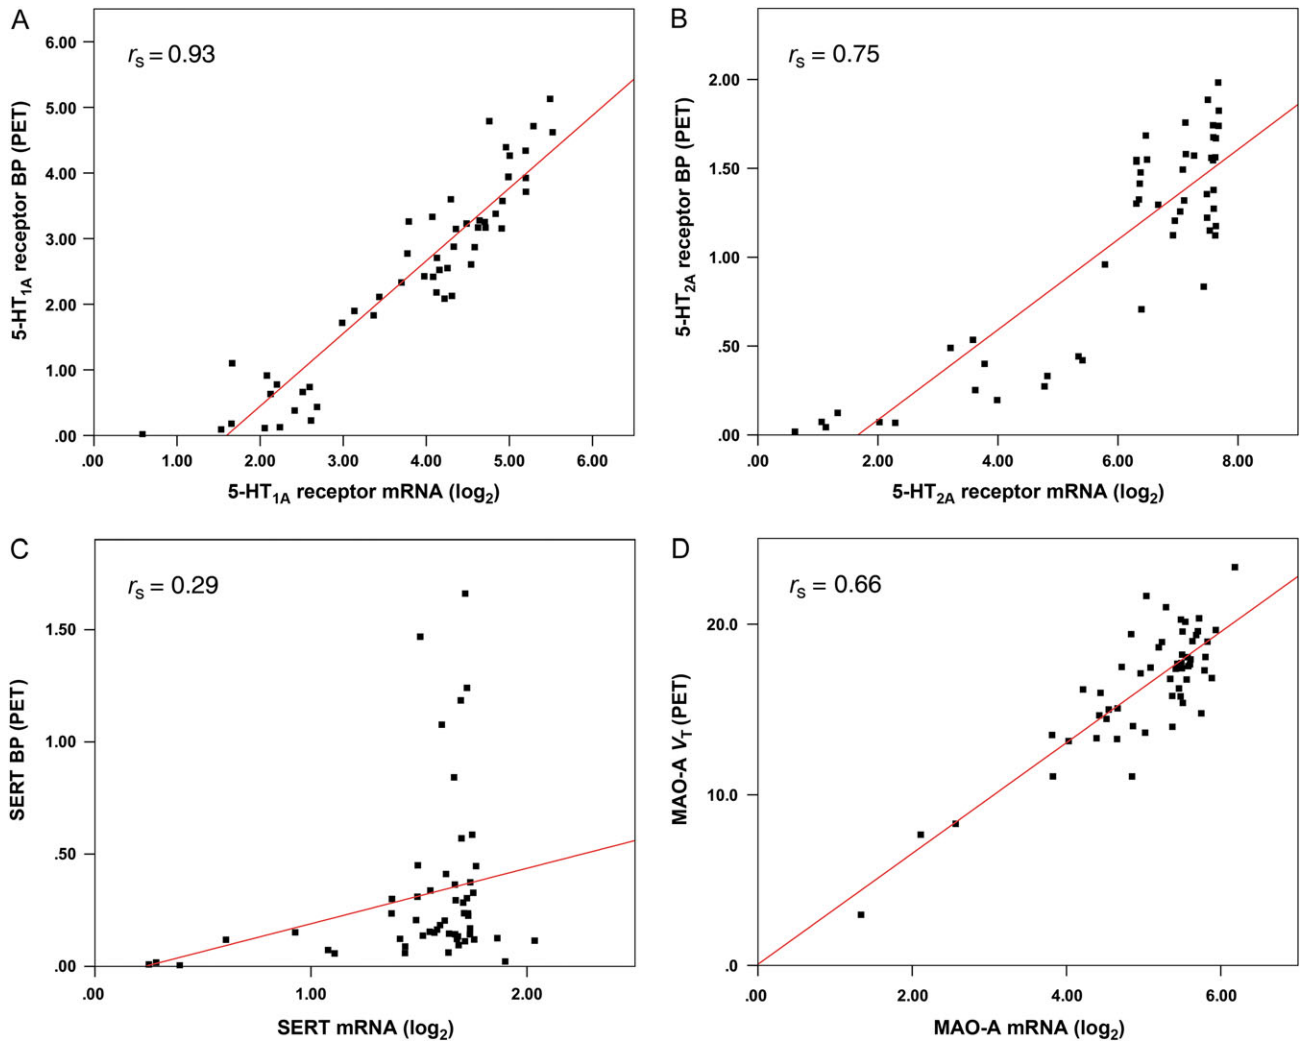 A
r_s = 0.93
6.00
5.00
4.00
3.00
2.00
1.00
.00
5-HT1A receptor BP (PET)
.00 1.00 2.00 3.00 4.00 5.00 6.00
5-HT1A receptor mRNA (log2)
B
r_s = 0.75
2.00
1.50
1.00
.50
.00
5-HT2A receptor BP (PET)
.00 2.00 4.00 6.00 8.00
5-HT2A receptor mRNA (log2)
C
r_s = 0.29
1.50
1.00
.50
.00
SERT BP (PET)
.00 1.00 2.00
SERT mRNA (log2)
D
r_s = 0.66
20.0
10.0
.0
MAO-A VT (PET)
.00 2.00 4.00 6.00
MAO-A mRNA (log2)